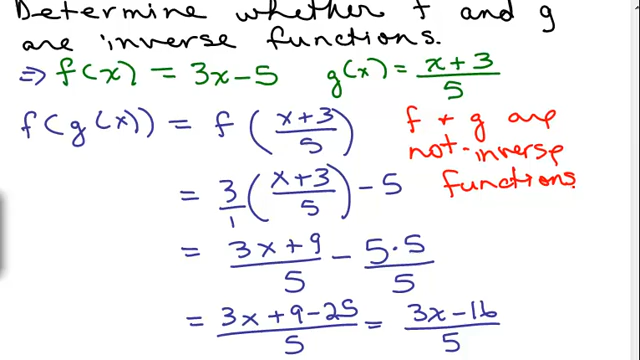 Determine whether f and g
are inverse functions.
⇒ f(x) = 3x-5 g(x) = (x+3)/5
f(g(x)) = f((x+3)/5)
= 3/1 ((x+3)/5) - 5
= (3x+9)/5 - (5·5)/5
= (3x+9-25)/5 = (3x-16)/5
f + g are
not inverse
functions.